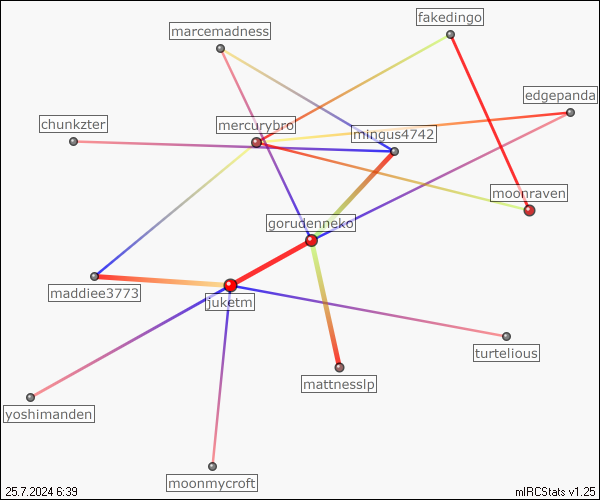 fakedingo
marcemadness
edgepanda
chunkzter
mercurybro
mingus4742
moonraven
gorudenneko
maddiee3773
juketm
turtelious
mattnesslp
yoshimanden
moonmycroft
25.7.2024 6:39
mIRCStats v1.25